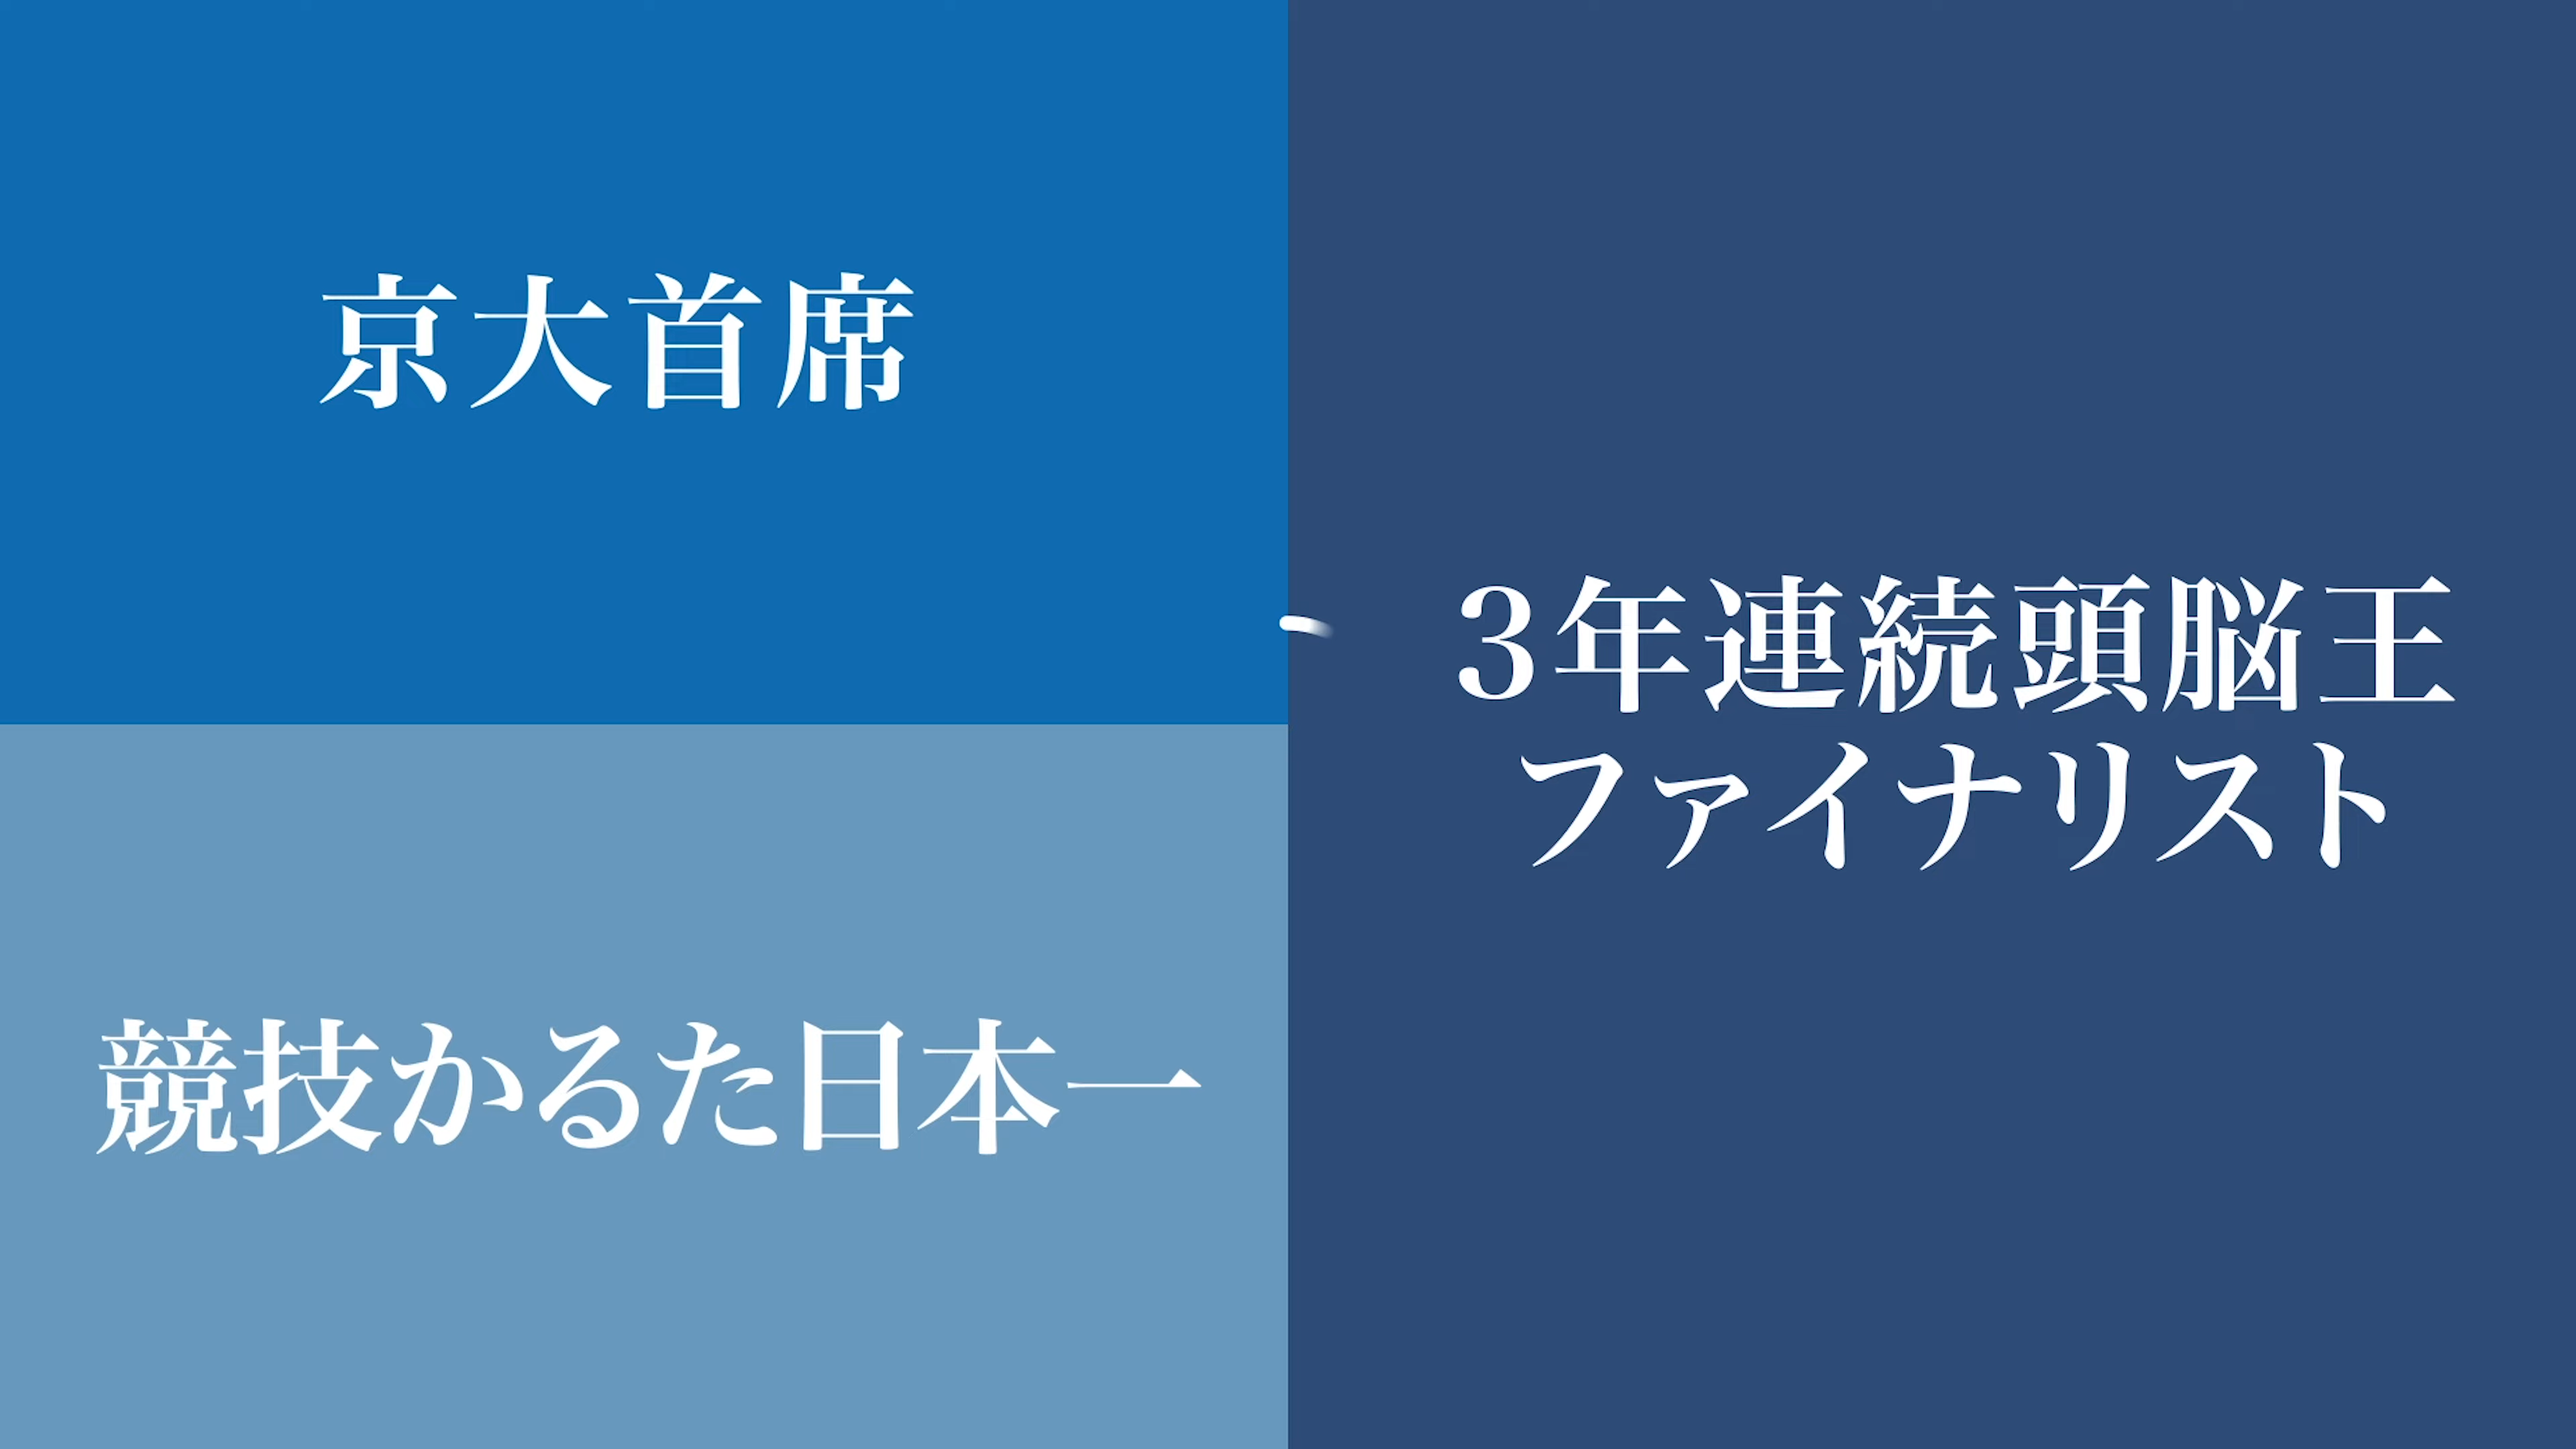 京大首席
競技かるた日本一
3年連続頭脳王
ファイナリスト